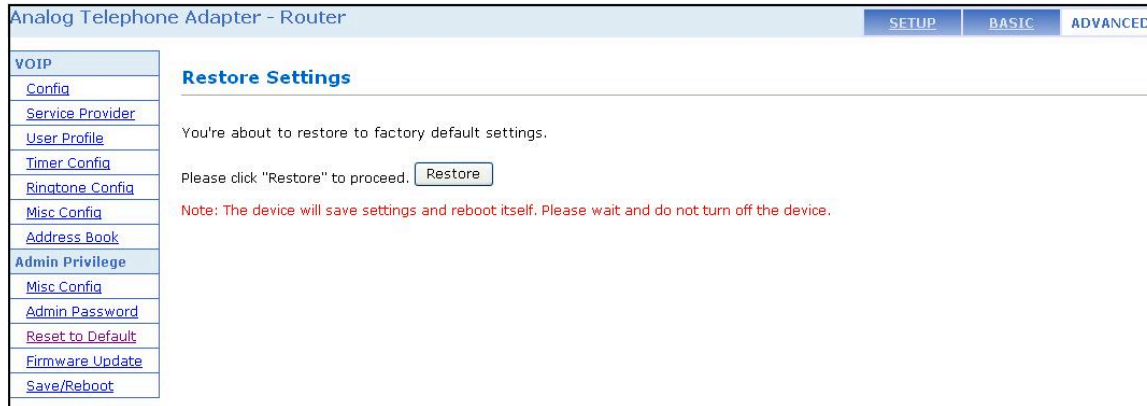 Analog Telephone Adapter - Router
SETUP
BASIC
ADVANCED
VOIP
Config
Service Provider
User Profile
Timer Config
Ringtone Config
Misc Config
Address Book
Admin Privilege
Misc Config
Admin Password
Reset to Default
Firmware Update
Save/Reboot
Restore Settings
You're about to restore to factory default settings.
Please click "Restore" to proceed. Restore
Note: The device will save settings and reboot itself. Please wait and do not turn off the device.